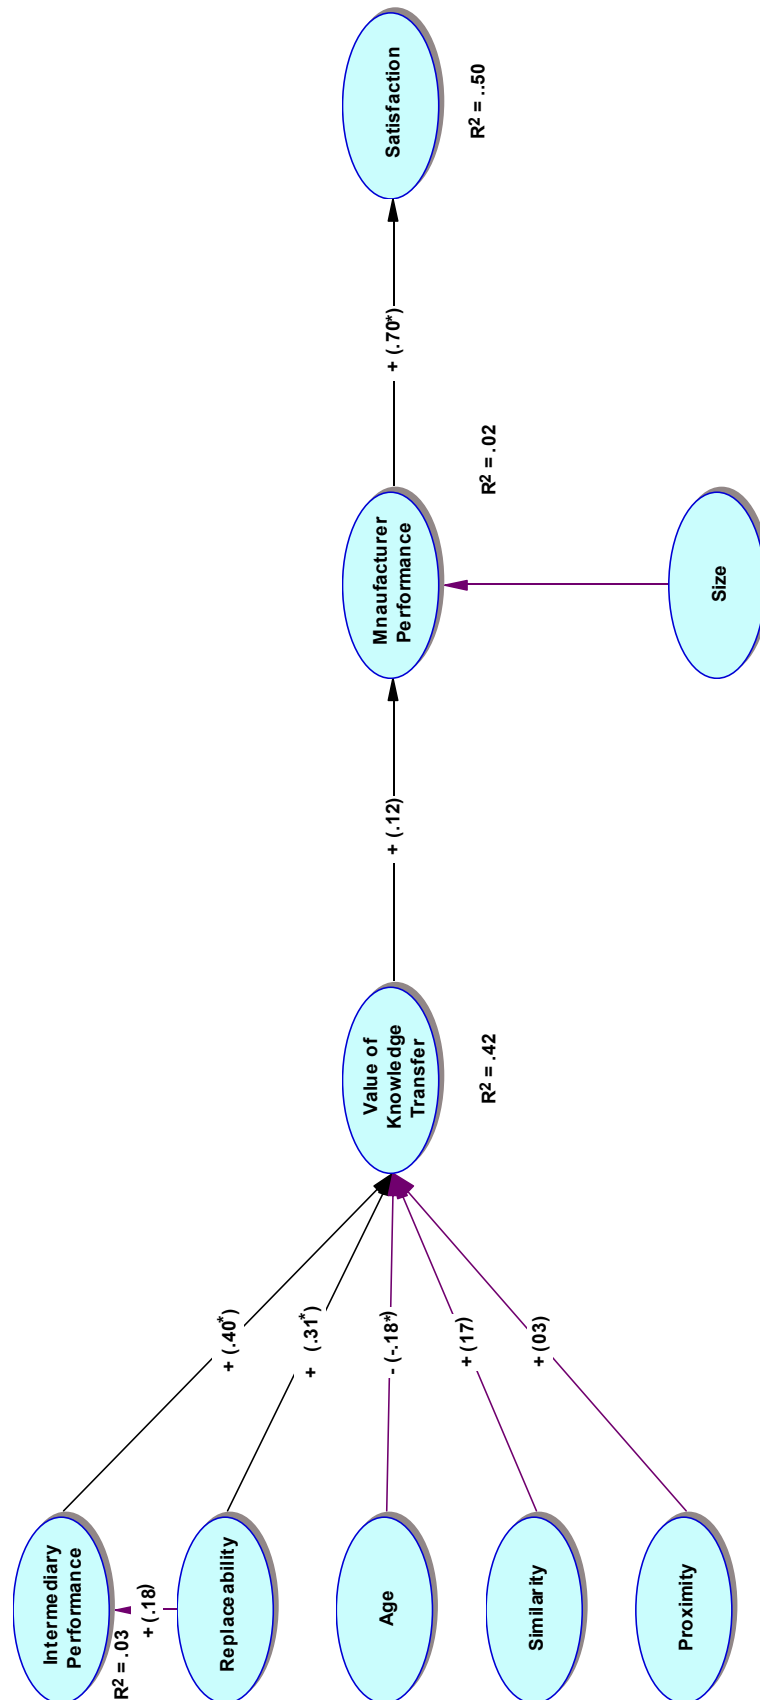 Intermediary
Performance
R² = .03
+ (.18)
Replaceability
Age
Similarity
Proximity
+ (.40*)
+ (.31*)
- (-.18*)
+ (17)
+ (03)
Value of
Knowledge
Transfer
R² = .42
+ (.12)
Mnaufacturer
Performance
R² = .02
Size
+ (.70*)
Satisfaction
R² = ..50